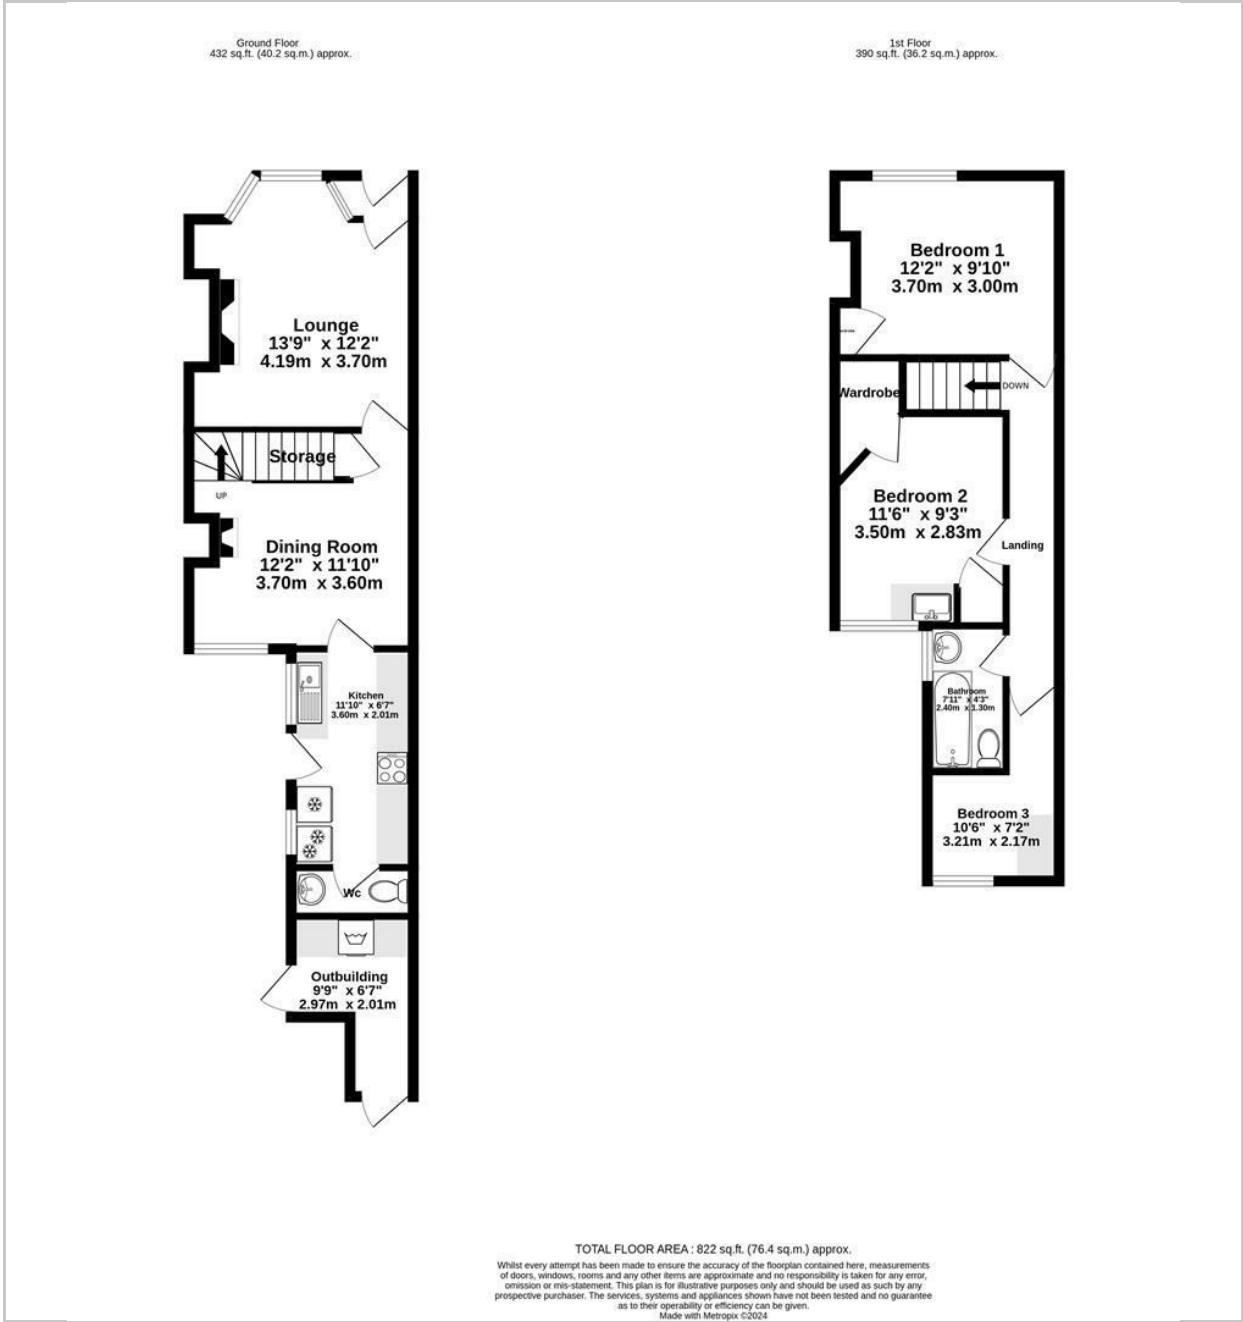 Ground Floor
432 sq.ft. (40.2 sq.m.) approx.
1st Floor
390 sq.ft. (36.2 sq.m.) approx.
Lounge
13'9" x 12'2"
4.19m x 3.70m
Storage
UP
Dining Room
12'2" x 11'10"
3.70m x 3.60m
Kitchen
11'10" x 6'7"
3.60m x 2.01m
Wc
Outbuilding
9'9" x 6'7"
2.97m x 2.01m
Bedroom 1
12'2" x 9'10"
3.70m x 3.00m
Wardrobe
DOWN
Bedroom 2
11'6" x 9'3"
3.50m x 2.83m
Landing
Bathroom
7'11" x 4'3"
2.40m x 1.30m
Bedroom 3
10'6" x 7'2"
3.21m x 2.17m
TOTAL FLOOR AREA : 822 sq.ft. (76.4 sq.m.) approx.
Whilst every attempt has been made to ensure the accuracy of the floorplan contained here, measurements
of doors, windows, rooms and any other items are approximate and no responsibility is taken for any error,
omission or mis-statement. This plan is for illustrative purposes only and should be used as such by any
prospective purchaser. The services, systems and appliances shown have not been tested and no guarantee
as to their operability or efficiency can be given.
Made with Metropix ©2024